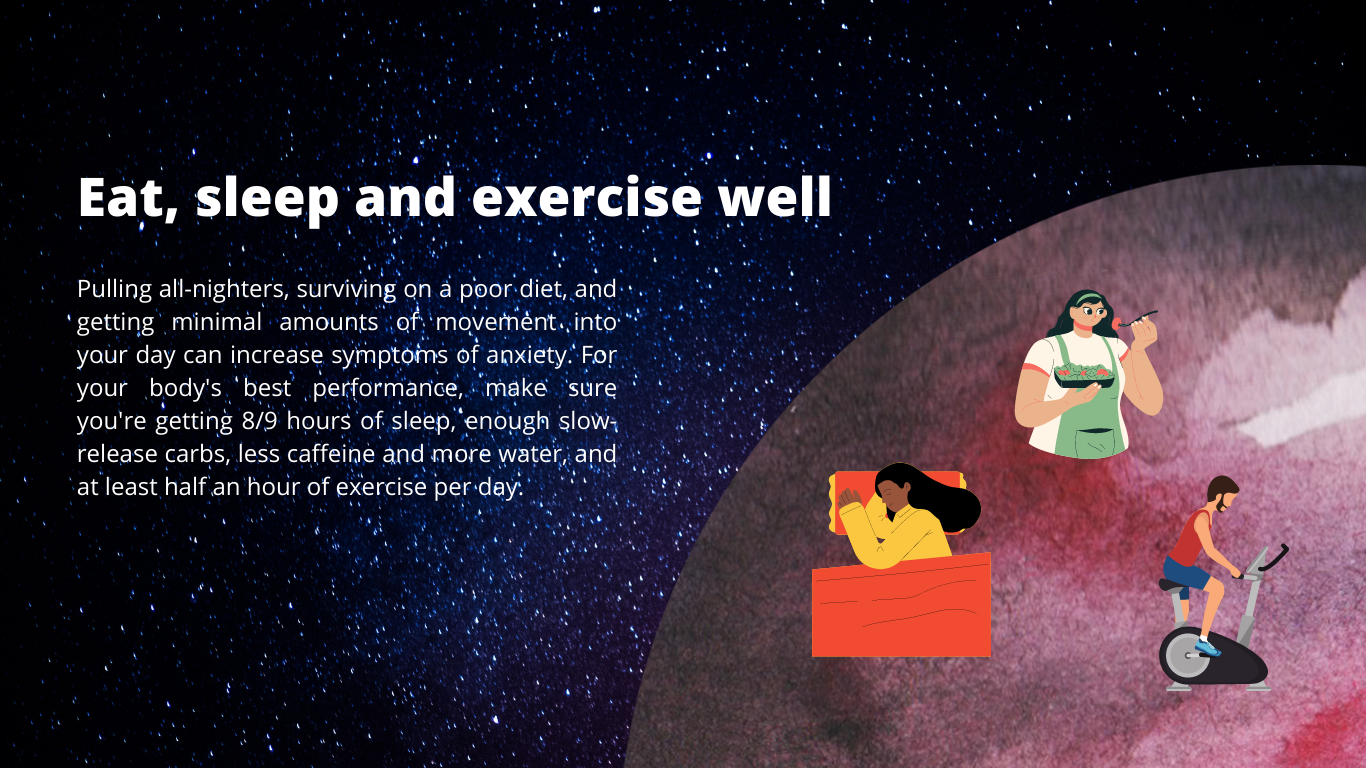 Eat, sleep and exercise well
Pulling all-nighters, surviving on a poor diet, and
getting minimal amounts of movement into
your day can increase symptoms of anxiety. For
your body's best performance, make sure
you're getting 8/9 hours of sleep, enough slow-
release carbs, less caffeine and more water, and
at least half an hour of exercise per day.